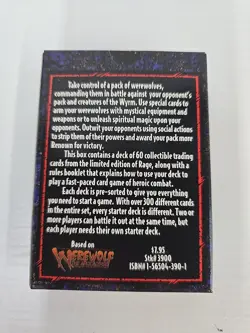 Take control of a pack of werewolves,
commanding them in battle against your opponent's
pack and creatures of the Wyrm. Use special cards to
arm your werewolves with mystical equipment and
weapons or to unleash spiritual magic upon your
opponents. Outwit your opponents using social actions
to strip them of their powers and award your pack more
Renown for victory.
This box contains a deck of 60 collectible trading
cards from the limited edition of Rage, along with a
rules booklet that explains how to use your deck to
play a fast-paced card game of heroic combat.
Each deck is pre-sorted to give you everything
you need to start a game. With over 300 different cards
in the entire set, every starter deck is different. Two or
more players can battle it out at the same time, but
each player needs their own starter deck.
Based on
WEREWOLF
$7.95
Stk# 3900
ISBN# 1-56504-390-1